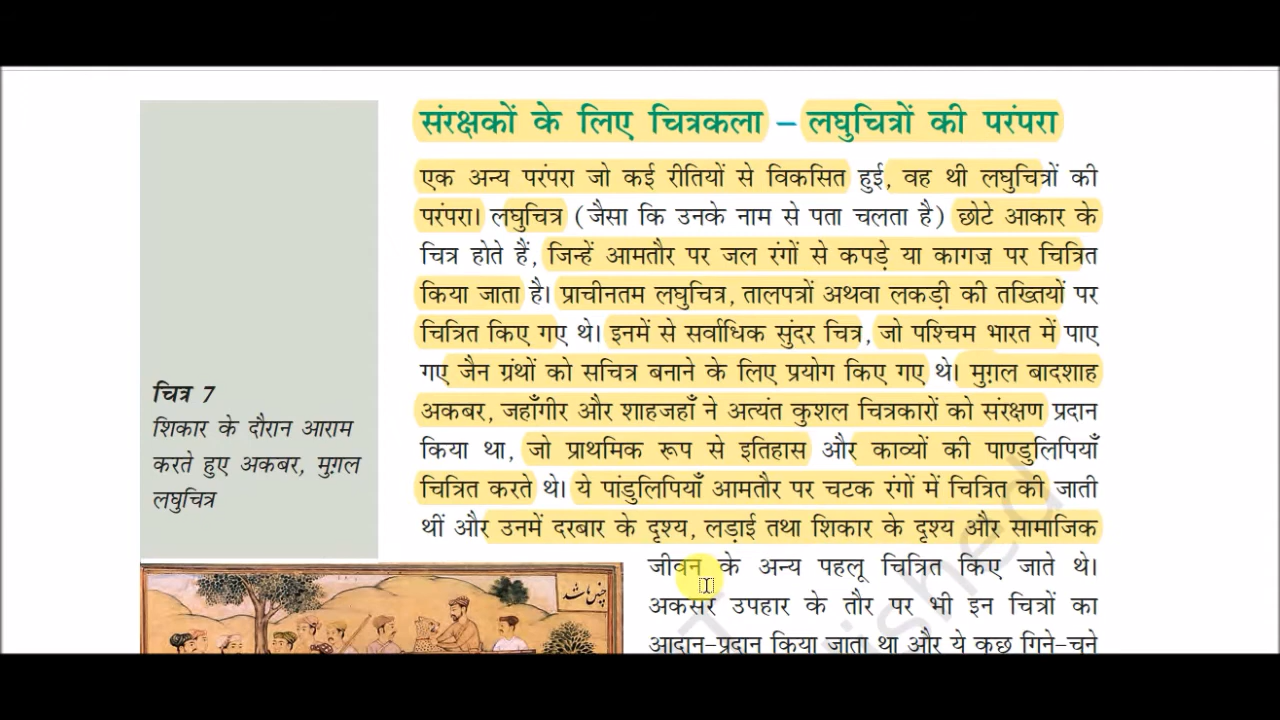 संरक्षकों के लिए चित्रकला – लघुचित्रों की परंपरा
एक अन्य परंपरा जो कई रीतियों से विकसित हुई, वह थी लघुचित्रों की
परंपरा। लघुचित्र (जैसा कि उनके नाम से पता चलता है) छोटे आकार के
चित्र होते हैं, जिन्हें आमतौर पर जल रंगों से कपड़े या कागज़ पर चित्रित
किया जाता है। प्राचीनतम लघुचित्र, तालपत्रों अथवा लकड़ी की तख्तियों पर
चित्रित किए गए थे। इनमें से सर्वाधिक सुंदर चित्र, जो पश्चिम भारत में पाए
गए जैन ग्रंथों को सचित्र बनाने के लिए प्रयोग किए गए थे। मुग़ल बादशाह
अकबर, जहाँगीर और शाहजहाँ ने अत्यंत कुशल चित्रकारों को संरक्षण प्रदान
किया था, जो प्राथमिक रूप से इतिहास और काव्यों की पाण्डुलिपियाँ
चित्रित करते थे। ये पांडुलिपियाँ आमतौर पर चटक रंगों में चित्रित की जाती
थीं और उनमें दरबार के दृश्य, लड़ाई तथा शिकार के दृश्य और सामाजिक
जीवन के अन्य पहलू चित्रित किए जाते थे।
अकसर उपहार के तौर पर भी इन चित्रों का
आदान-प्रदान किया जाता था और ये कुछ गिने-चुने
चित्र 7
शिकार के दौरान आराम
करते हुए अकबर, मुग़ल
लघुचित्र